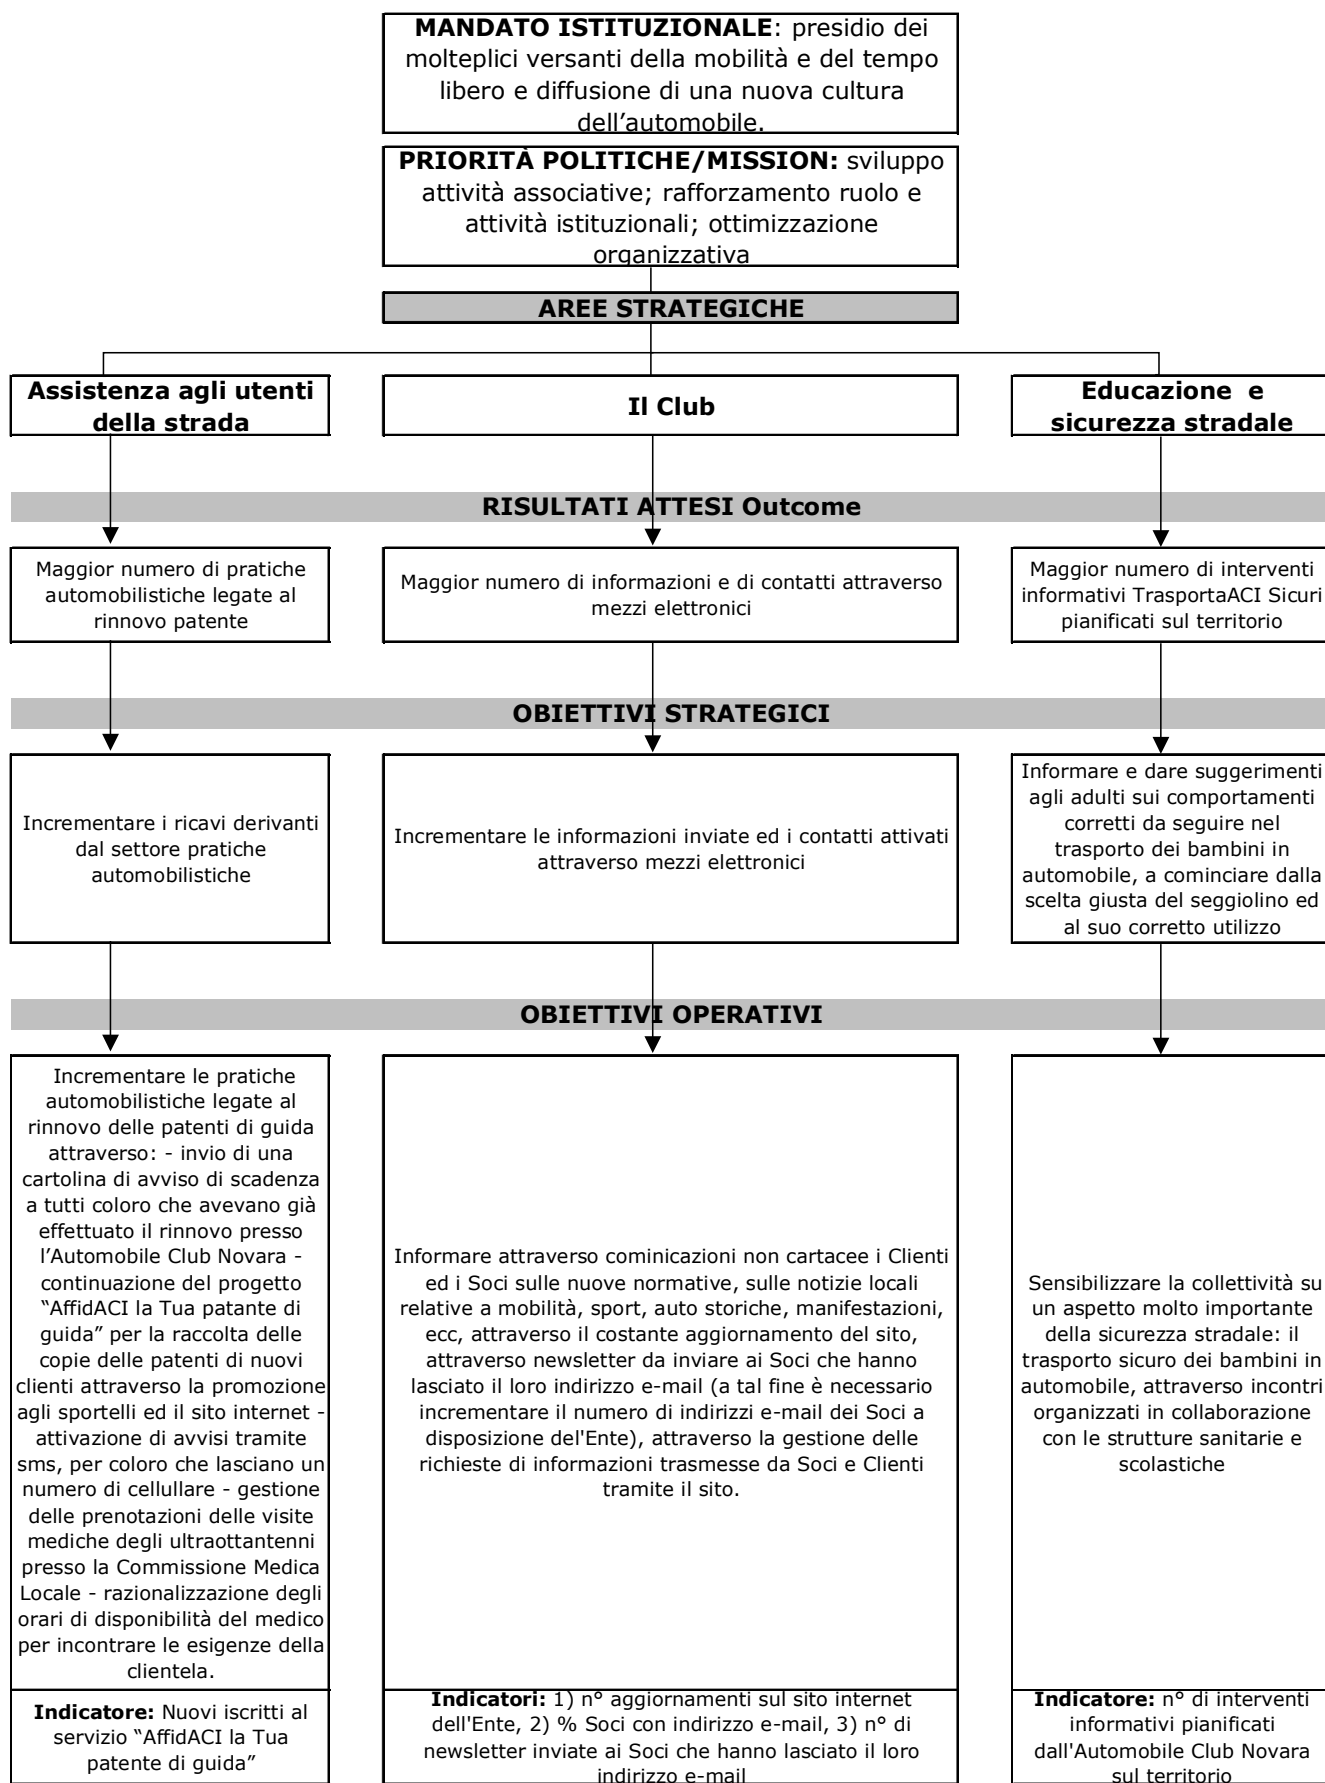 MANDATO ISTITUZIONALE: presidio dei
molteplici versanti della mobilità e del tempo
libero e diffusione di una nuova cultura
dell'automobile.
PRIORITÀ POLITICHE/MISSION: sviluppo
attività associative; rafforzamento ruolo e
attività istituzionali; ottimizzazione
organizzativa
AREE STRATEGICHE
Assistenza agli utenti
della strada
Il Club
Educazione e
sicurezza stradale
RISULTATI ATTESI Outcome
Maggior numero di pratiche
automobilistiche legate al
rinnovo patente
Maggior numero di informazioni e di contatti attraverso
mezzi elettronici
Maggior numero di interventi
informativi TrasportaACI Sicuri
pianificati sul territorio
OBIETTIVI STRATEGICI
Incrementare i ricavi derivanti
dal settore pratiche
automobilistiche
Incrementare le informazioni inviate ed i contatti attivati
attraverso mezzi elettronici
Informare e dare suggerimenti
agli adulti sui comportamenti
corretti da seguire nel
trasporto dei bambini in
automobile, a cominciare dalla
scelta giusta del seggiolino ed
al suo corretto utilizzo
OBIETTIVI OPERATIVI
Incrementare le pratiche
automobilistiche legate al
rinnovo delle patenti di guida
attraverso: - invio di una
cartolina di avviso di scadenza
a tutti coloro che avevano già
effettuato il rinnovo presso
l'Automobile Club Novara -
continuazione del progetto
“AffidACI la Tua patante di
guida” per la raccolta delle
copie delle patenti di nuovi
clienti attraverso la promozione
agli sportelli ed il sito internet -
attivazione di avvisi tramite
sms, per coloro che lasciano un
numero di cellullare - gestione
delle prenotazioni delle visite
mediche degli ultraottantenni
presso la Commissione Medica
Locale - razionalizzazione degli
orari di disponibilità del medico
per incontrare le esigenze della
clientela.
Informare attraverso cominicazioni non cartacee i Clienti
ed i Soci sulle nuove normative, sulle notizie locali
relative a mobilità, sport, auto storiche, manifestazioni,
ecc, attraverso il costante aggiornamento del sito,
attraverso newsletter da inviare ai Soci che hanno
lasciato il loro indirizzo e-mail (a tal fine è necessario
incrementare il numero di indirizzi e-mail dei Soci a
disposizione del'Ente), attraverso la gestione delle
richieste di informazioni trasmesse da Soci e Clienti
tramite il sito.
Sensibilizzare la collettività su
un aspetto molto importante
della sicurezza stradale: il
trasporto sicuro dei bambini in
automobile, attraverso incontri
organizzati in collaborazione
con le strutture sanitarie e
scolastiche
Indicatore: Nuovi iscritti al
servizio “AffidACI la Tua
patente di guida”
Indicatori: 1) n° aggiornamenti sul sito internet
dell'Ente, 2) % Soci con indirizzo e-mail, 3) n° di
newsletter inviate ai Soci che hanno lasciato il loro
indirizzo e-mail
Indicatore: n° di interventi
informativi pianificati
dall'Automobile Club Novara
sul territorio